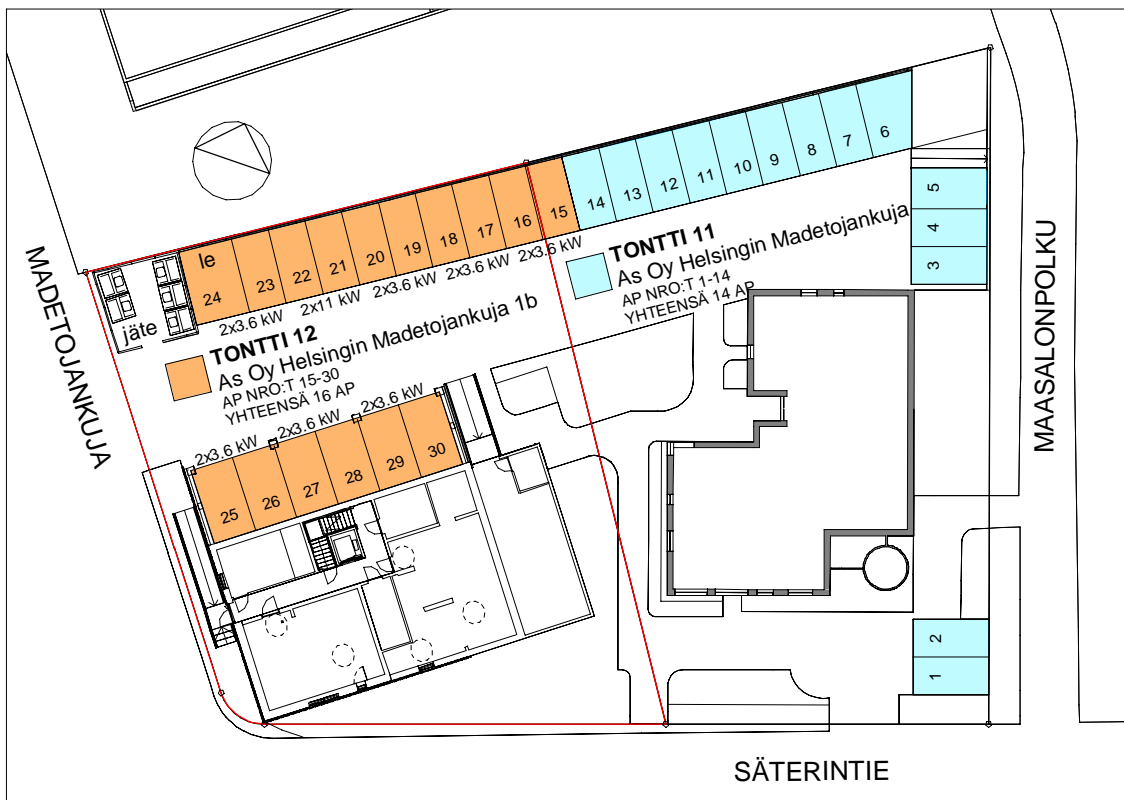 6
7
8
9
10
11
12
13
14
15
16
17
18
19
20
21
22
23
24
le
jäte
5
4
3
2x3.6 kW
2x11 kW
2x3.6 kW
2x3.6 kW
2x3.6 kW
TONTTI 11
As Oy Helsingin Madetojankuja
AP NRO:T 1-14
YHTEENSÄ 14 AP
TONTTI 12
As Oy Helsingin Madetojankuja 1b
AP NRO:T 15-30
YHTEENSÄ 16 AP
MADETOJANKUJA
MAASALONPOLKU
2x3.6 kW
2x3.6 kW
2x3.6 kW
25
26
27
28
29
30
2
1
SÄTERINTIE